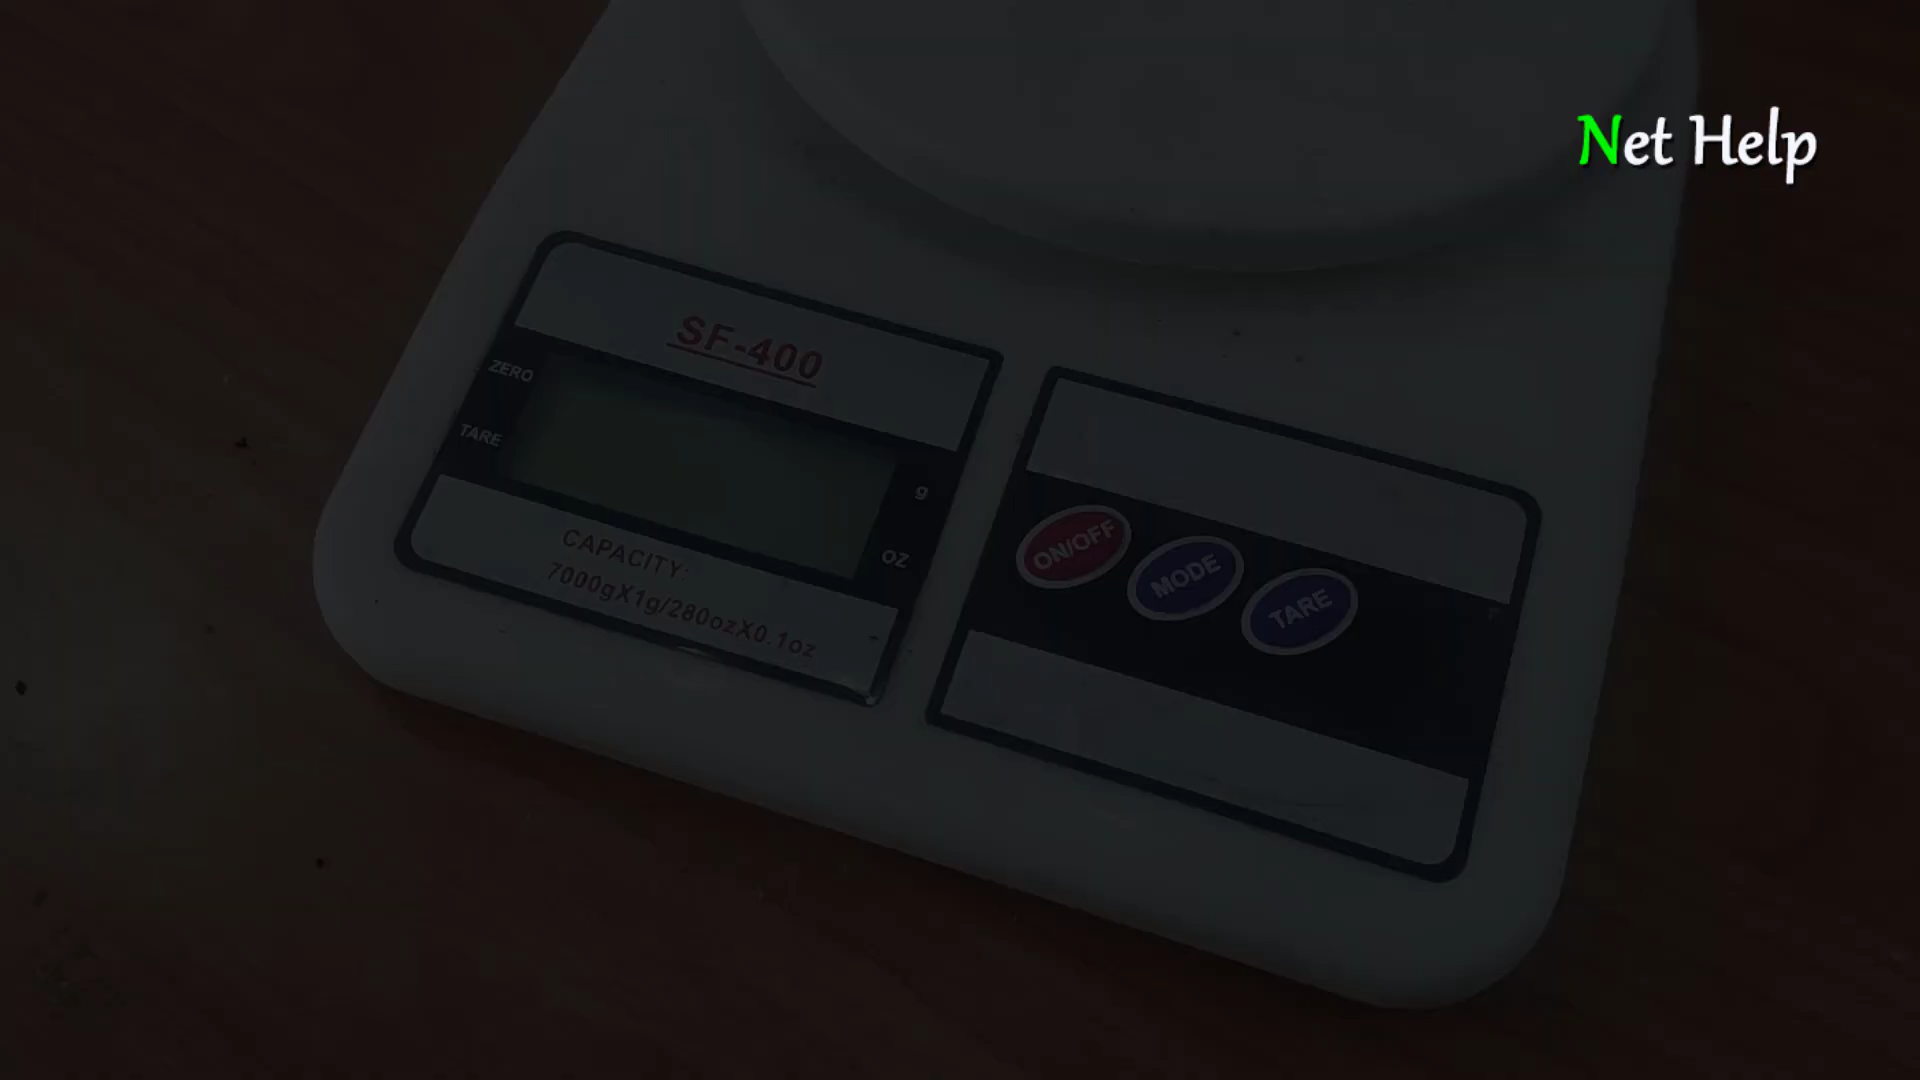 Net Help
SF-400
ZERO
TARE
g
OZ
CAPACITY:
7000gX1g/280ozX0.1oz
ON/OFF
MODE
TARE